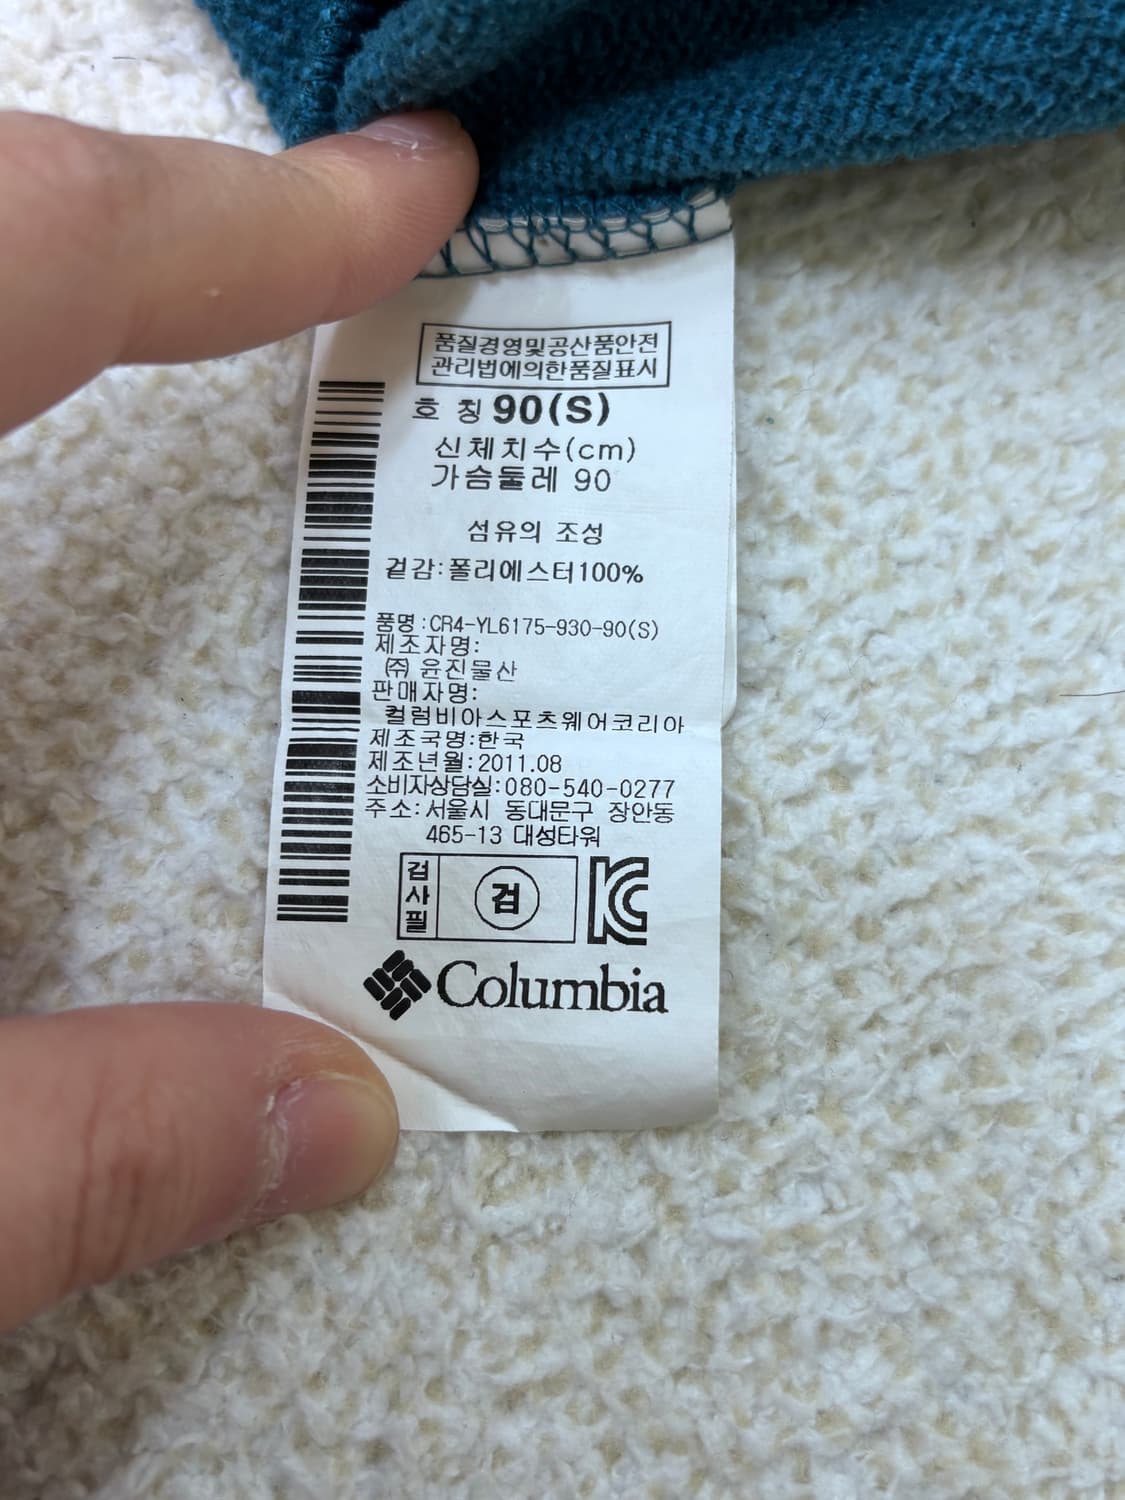 품질경영및공산품안전
관리법에의한품질표시
호 칭 90(S)
신체치수(cm)
가슴둘레 90
섬유의 조성
겉감:폴리에스터100%
품명:CR4-YL6175-930-90(S)
제조자명:
㈜ 윤진물산
판매자명:
컬럼비아스포츠웨어코리아
제조국명:한국
제조년월:2011.08
소비자상담실:080-540-0277
주소:서울시 동대문구 장안동
465-13 대성타워
검사필 검 KC
Columbia